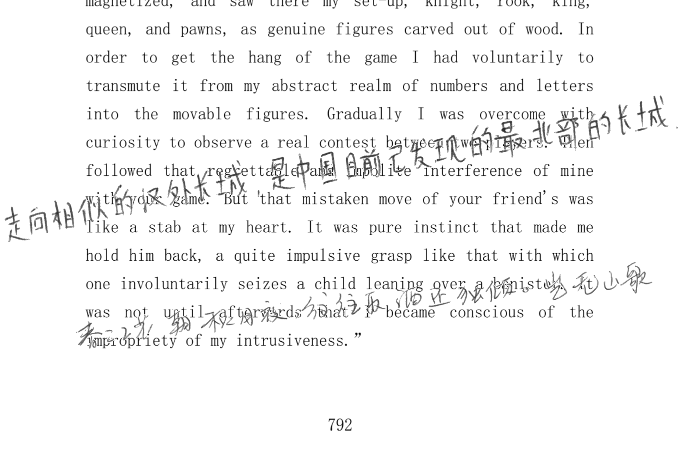 magnetized, and saw there my set-up, knight, rook, king,
queen, and pawns, as genuine figures carved out of wood. In
order to get the hang of the game I had voluntarily to
transmute it from my abstract realm of numbers and letters
into the movable figures. Gradually I was overcome with
curiosity to observe a real contest between two players. Then
followed that regrettable and impolite interference of mine
with your game. But that mistaken move of your friend's was
like a stab at my heart. It was pure instinct that made me
hold him back, a quite impulsive grasp like that with which
one involuntarily seizes a child leaning over a banister. It
was not until afterwards that I became conscious of the
impropriety of my intrusiveness.”
走向相似的汉外长城,是中国目前已发现的最北部的长城.
792